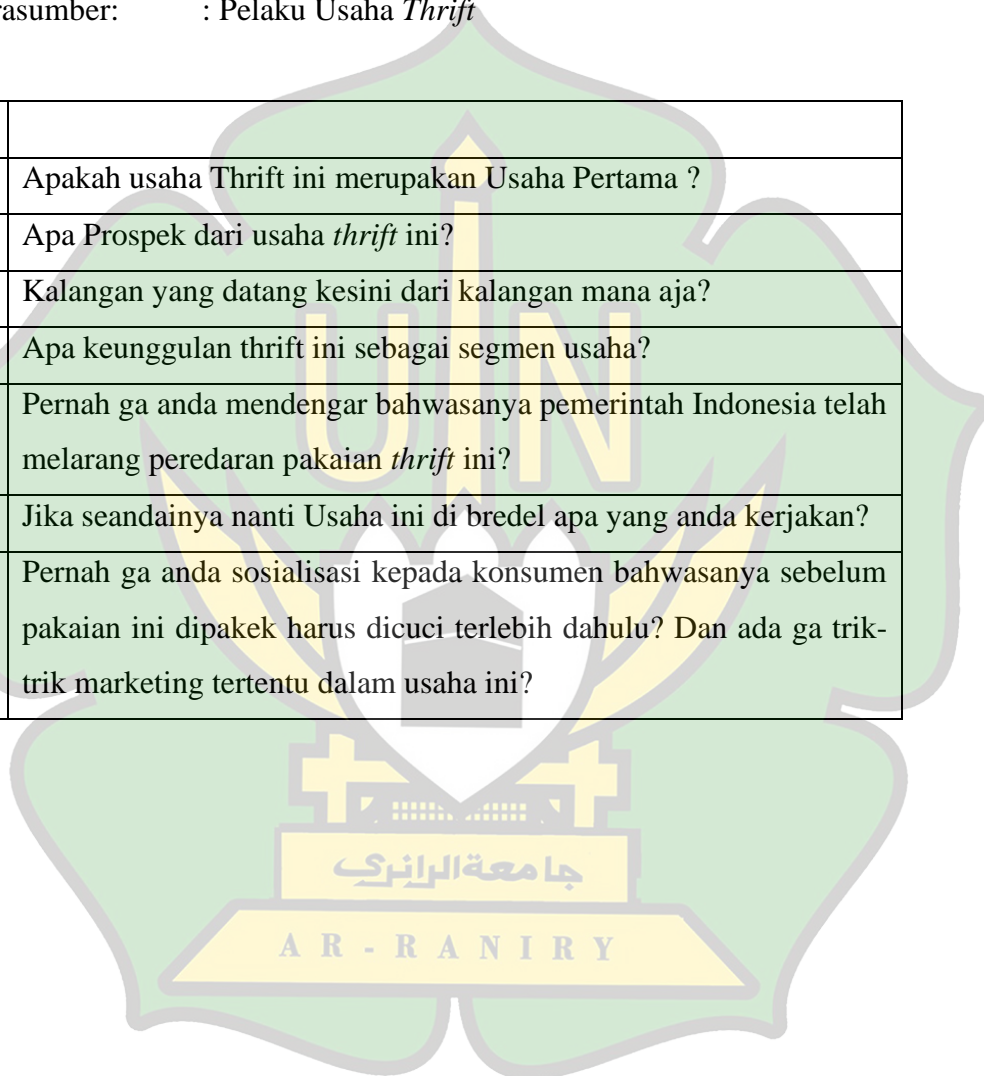 rasumber: : Pelaku Usaha Thrift
Apakah usaha Thrift ini merupakan Usaha Pertama ?
Apa Prospek dari usaha thrift ini?
Kalangan yang datang kesini dari kalangan mana aja?
Apa keunggulan thrift ini sebagai segmen usaha?
Pernah ga anda mendengar bahwasanya pemerintah Indonesia telah
melarang peredaran pakaian thrift ini?
Jika seandainya nanti Usaha ini di bredel apa yang anda kerjakan?
Pernah ga anda sosialisasi kepada konsumen bahwasanya sebelum
pakaian ini dipakek harus dicuci terlebih dahulu? Dan ada ga trik-
trik marketing tertentu dalam usaha ini?
UIN
جامعةالرانري
AR-RANIRY